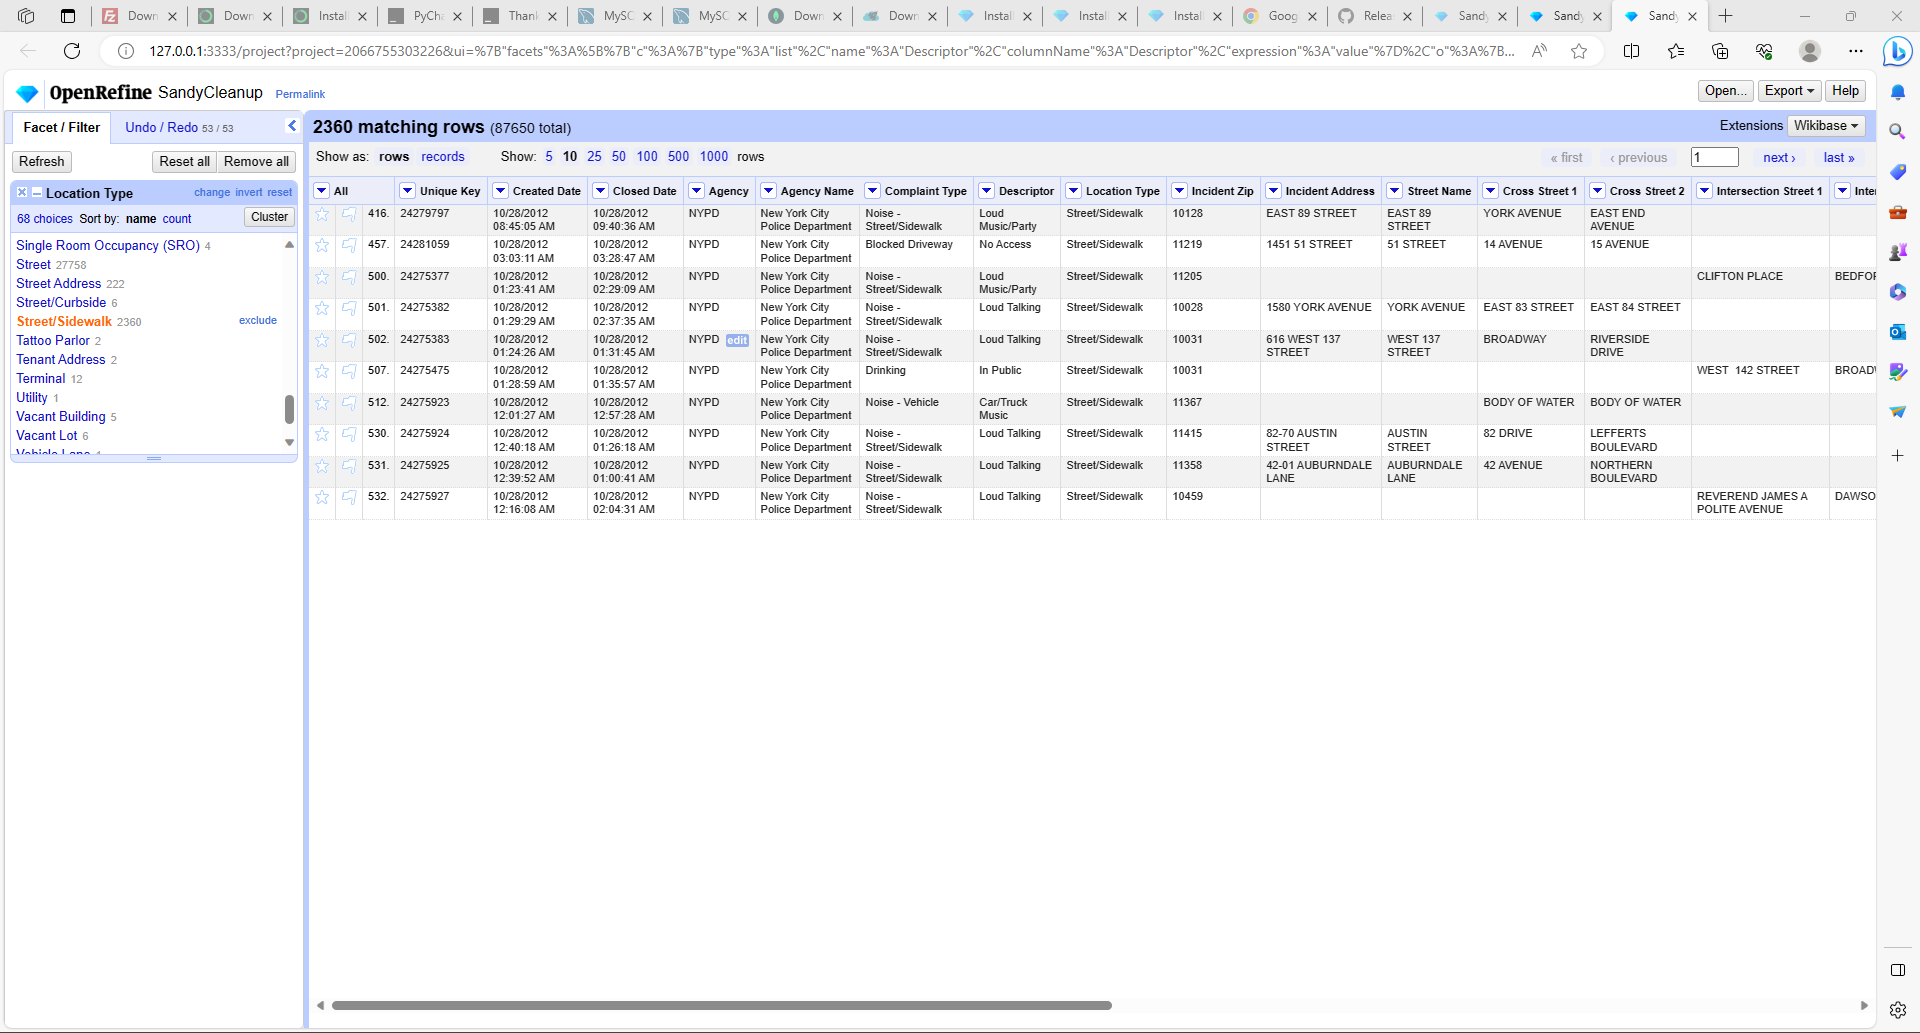 Down
Down
Install
PyCha
Thank
MySC
MySC
Down
Down
Install
Install
Install
Goog
Relea
Sandy
Sandy
Sandy
127.0.0.1:3333/project?project=2066755303226&ui=%7B"facets"%3A%5B%7B"c"%3A%7B"type"%3A"list"%2C"name"%3A"Descriptor"%2C"columnName"%3A"Descriptor"%2C"expression"%3A"value"%7D%2C"o"%3A%7B...
OpenRefine SandyCleanup Permalink
Open... Export Help
Facet / Filter Undo / Redo 53 / 53
2360 matching rows (87650 total)
Extensions Wikibase
Refresh Reset all Remove all
Show as: rows records Show: 5 10 25 50 100 500 1000 rows
« first ‹ previous 1 next › last »
Location Type change invert reset
68 choices Sort by: name count Cluster
Single Room Occupancy (SRO) 4
Street 27758
Street Address 222
Street/Curbside 6
Street/Sidewalk 2360 exclude
Tattoo Parlor 2
Tenant Address 2
Terminal 12
Utility 1
Vacant Building 5
Vacant Lot 6
Vehicle Lane 1
All Unique Key Created Date Closed Date Agency Agency Name Complaint Type Descriptor Location Type Incident Zip Incident Address Street Name Cross Street 1 Cross Street 2 Intersection Street 1 Inter
416. 24279797 10/28/2012 10/28/2012 NYPD New York City Noise - Loud Street/Sidewalk 10128 EAST 89 STREET EAST 89 YORK AVENUE EAST END
08:45:05 AM 09:40:36 AM Police Department Street/Sidewalk Music/Party STREET AVENUE
457. 24281059 10/28/2012 10/28/2012 NYPD New York City Blocked Driveway No Access Street/Sidewalk 11219 1451 51 STREET 51 STREET 14 AVENUE 15 AVENUE
03:03:11 AM 03:28:47 AM Police Department
500. 24275377 10/28/2012 10/28/2012 NYPD New York City Noise - Loud Street/Sidewalk 11205 CLIFTON PLACE BEDFOR
01:23:41 AM 02:29:09 AM Police Department Street/Sidewalk Music/Party
501. 24275382 10/28/2012 10/28/2012 NYPD New York City Noise - Loud Talking Street/Sidewalk 10028 1580 YORK AVENUE YORK AVENUE EAST 83 STREET EAST 84 STREET
01:29:29 AM 02:37:35 AM Police Department Street/Sidewalk
502. 24275383 10/28/2012 10/28/2012 NYPD edit New York City Noise - Loud Talking Street/Sidewalk 10031 616 WEST 137 WEST 137 BROADWAY RIVERSIDE
01:24:26 AM 01:31:45 AM Police Department Street/Sidewalk STREET STREET DRIVE
507. 24275475 10/28/2012 10/28/2012 NYPD New York City Drinking In Public Street/Sidewalk 10031 WEST 142 STREET BROADW
01:28:59 AM 01:35:57 AM Police Department
512. 24275923 10/28/2012 10/28/2012 NYPD New York City Noise - Vehicle Car/Truck Street/Sidewalk 11367 BODY OF WATER BODY OF WATER
12:01:27 AM 12:57:28 AM Police Department Music
530. 24275924 10/28/2012 10/28/2012 NYPD New York City Noise - Loud Talking Street/Sidewalk 11415 82-70 AUSTIN AUSTIN 82 DRIVE LEFFERTS
12:40:18 AM 01:26:18 AM Police Department Street/Sidewalk STREET STREET BOULEVARD
531. 24275925 10/28/2012 10/28/2012 NYPD New York City Noise - Loud Talking Street/Sidewalk 11358 42-01 AUBURNDALE AUBURNDALE 42 AVENUE NORTHERN
12:39:52 AM 01:00:41 AM Police Department Street/Sidewalk LANE LANE BOULEVARD
532. 24275927 10/28/2012 10/28/2012 NYPD New York City Noise - Loud Talking Street/Sidewalk 10459 REVEREND JAMES A DAWSO
12:16:08 AM 02:04:31 AM Police Department Street/Sidewalk POLITE AVENUE